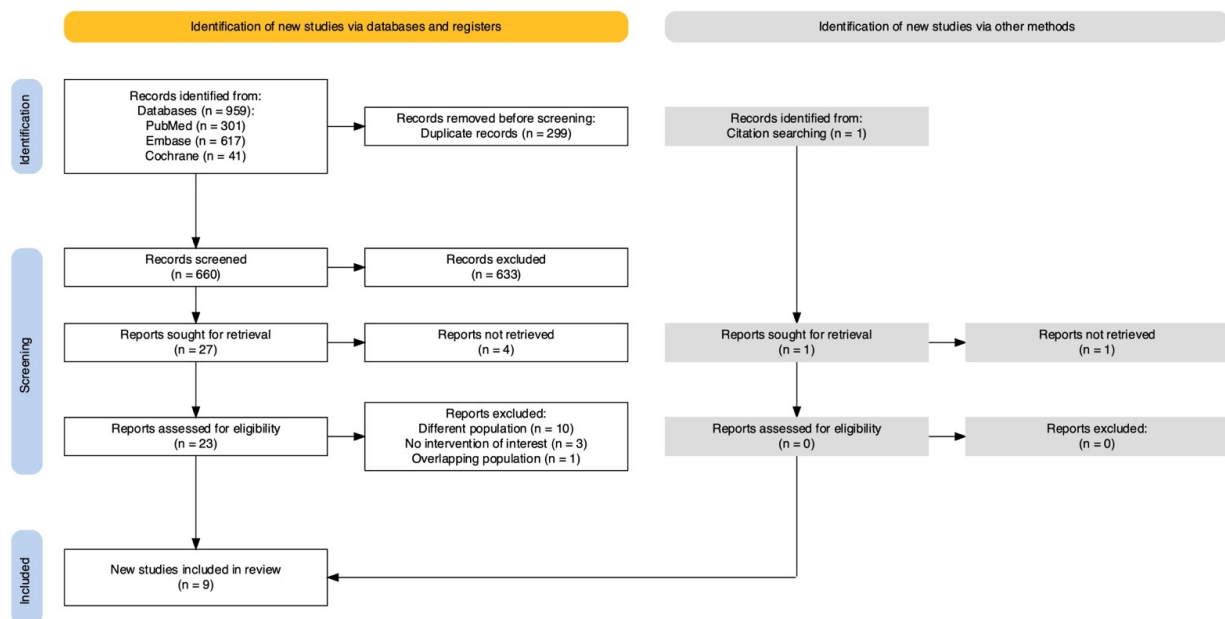 Identification of new studies via databases and registers
Identification of new studies via other methods
Identification
Records identified from:
Databases (n = 959):
PubMed (n = 301)
Embase (n = 617)
Cochrane (n = 41)
Records removed before screening:
Duplicate records (n = 299)
Records identified from:
Citation searching (n = 1)
Screening
Records screened
(n = 660)
Records excluded
(n = 633)
Reports sought for retrieval
(n = 27)
Reports not retrieved
(n = 4)
Reports sought for retrieval
(n = 1)
Reports not retrieved
(n = 1)
Reports assessed for eligibility
(n = 23)
Reports excluded:
Different population (n = 10)
No intervention of interest (n = 3)
Overlapping population (n = 1)
Reports assessed for eligibility
(n = 0)
Reports excluded:
(n = 0)
Included
New studies included in review
(n = 9)